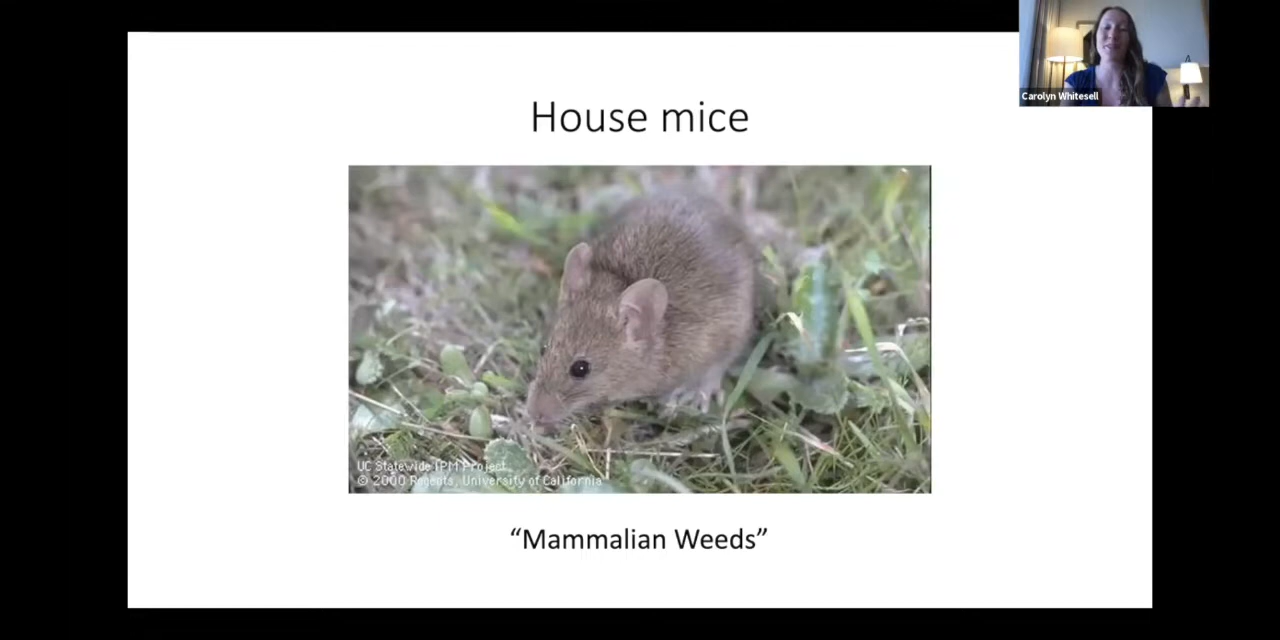 Carolyn Whitesell
House mice
UC Statewide IPM Project
© 2000 Regents, University of California
“Mammalian Weeds”